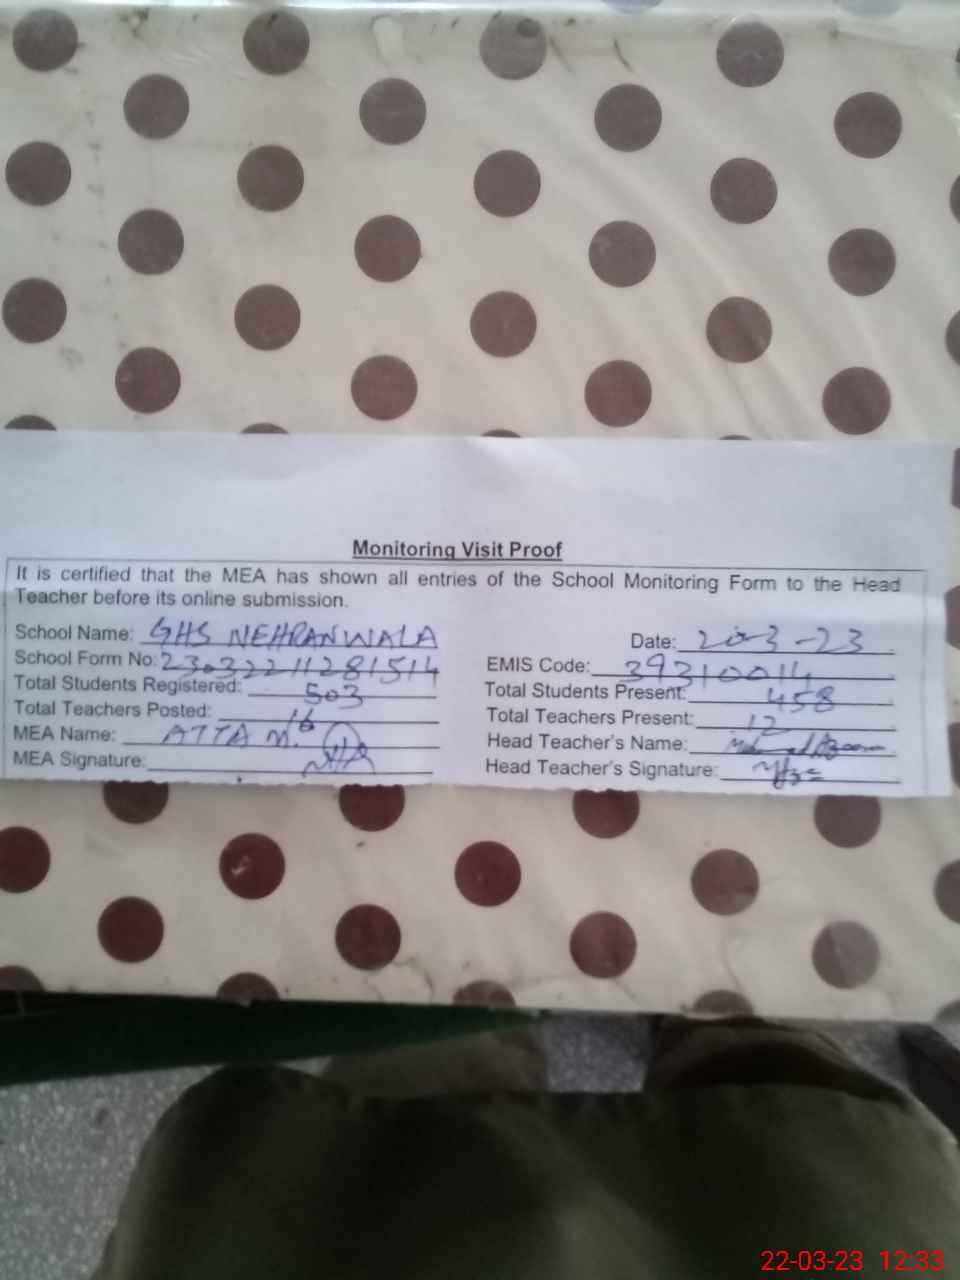 Monitoring Visit Proof
It is certified that the MEA has shown all entries of the School Monitoring Form to the Head
Teacher before its online submission.
School Name: GHS NEHRANWALA
Date:
School Form No: 23032211281514
EMIS Code: 39310014
Total Students Registered: 503
Total Students Present: 458
Total Teachers Posted: 16
Total Teachers Present: 12
MEA Name: ATTA M.
Head Teacher's Name:
MEA Signature:
Head Teacher's Signature:
22-03-23 12:33